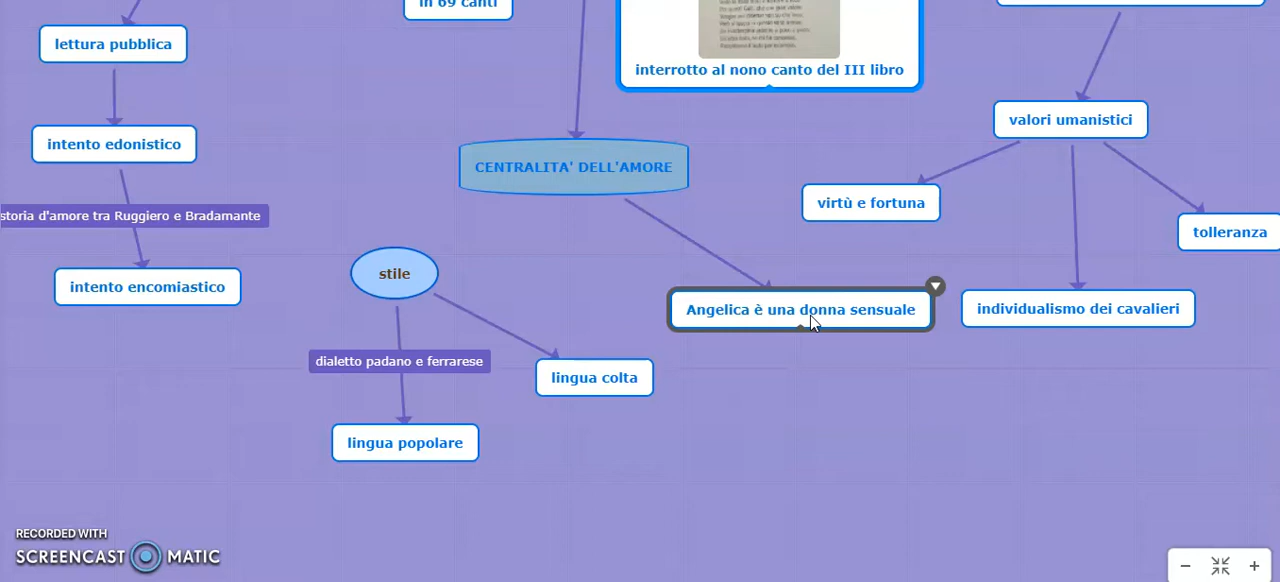 in 69 canti
lettura pubblica
interrotto al nono canto del III libro
valori umanistici
intento edonistico
CENTRALITA' DELL'AMORE
virtù e fortuna
storia d'amore tra Ruggiero e Bradamante
tolleranza
stile
intento encomiastico
Angelica è una donna sensuale
individualismo dei cavalieri
dialetto padano e ferrarese
lingua colta
lingua popolare
RECORDED WITH
SCREENCAST MATIC